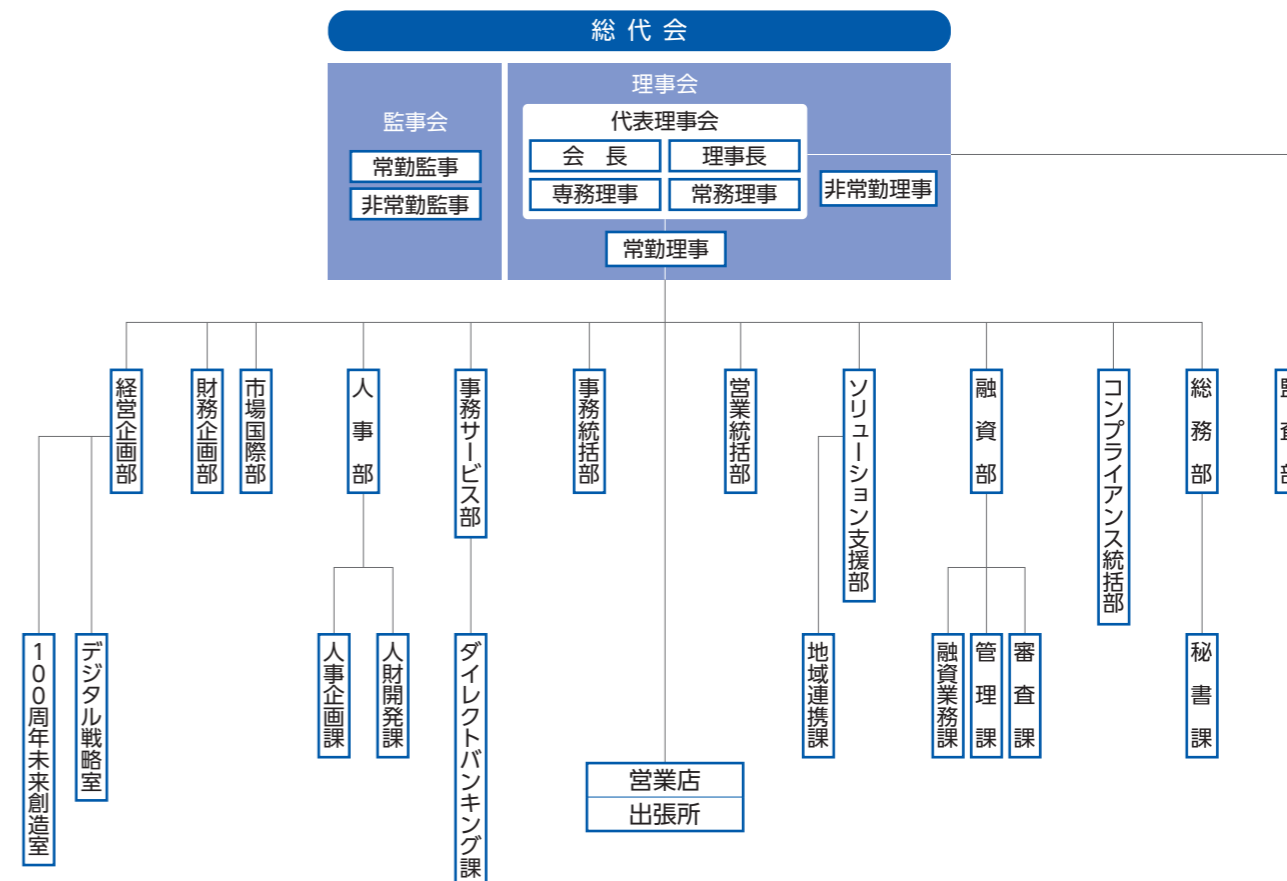 総代会
理事会
監事会
代表理事会
会 長
理事長
専務理事
常務理事
常勤監事
非常勤監事
非常勤理事
常勤理事
経営企画部
財務企画部
市場国際部
人事部
事務サービス部
事務統括部
営業統括部
ソリューション支援部
融資部
コンプライアンス統括部
総務部
監査部
100周年未来創造室
デジタル戦略室
人事企画課
人財開発課
ダイレクトバンキング課
地域連携課
融資業務課
管理課
審査課
秘書課
営業店
出張所